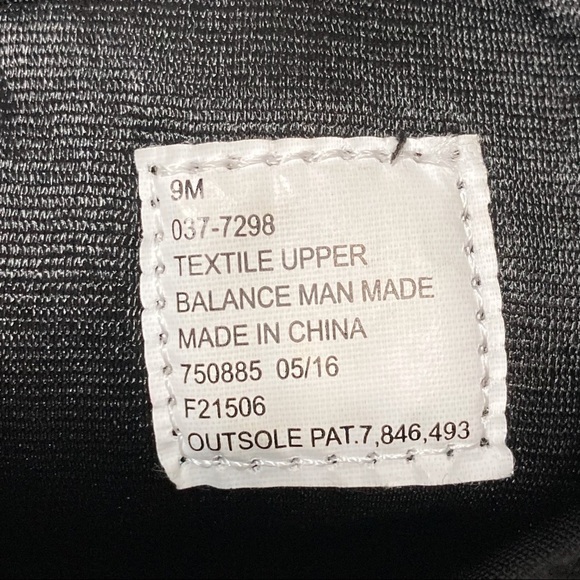 9M
037-7298
TEXTILE UPPER
BALANCE MAN MADE
MADE IN CHINA
750885 05/16
F21506
OUTSOLE PAT.7,846,493